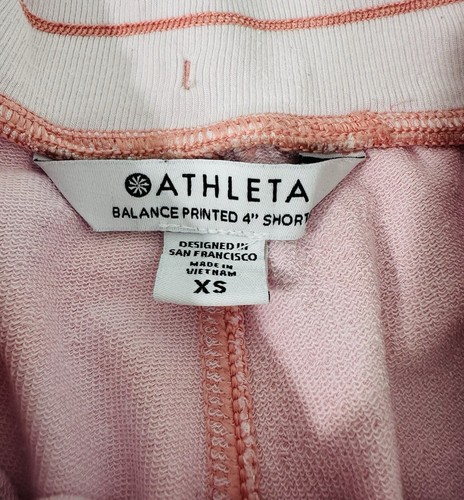 ATHLETA
BALANCE PRINTED 4" SHORT
DESIGNED IN
SAN FRANCISCO
MADE IN
VIETNAM
XS